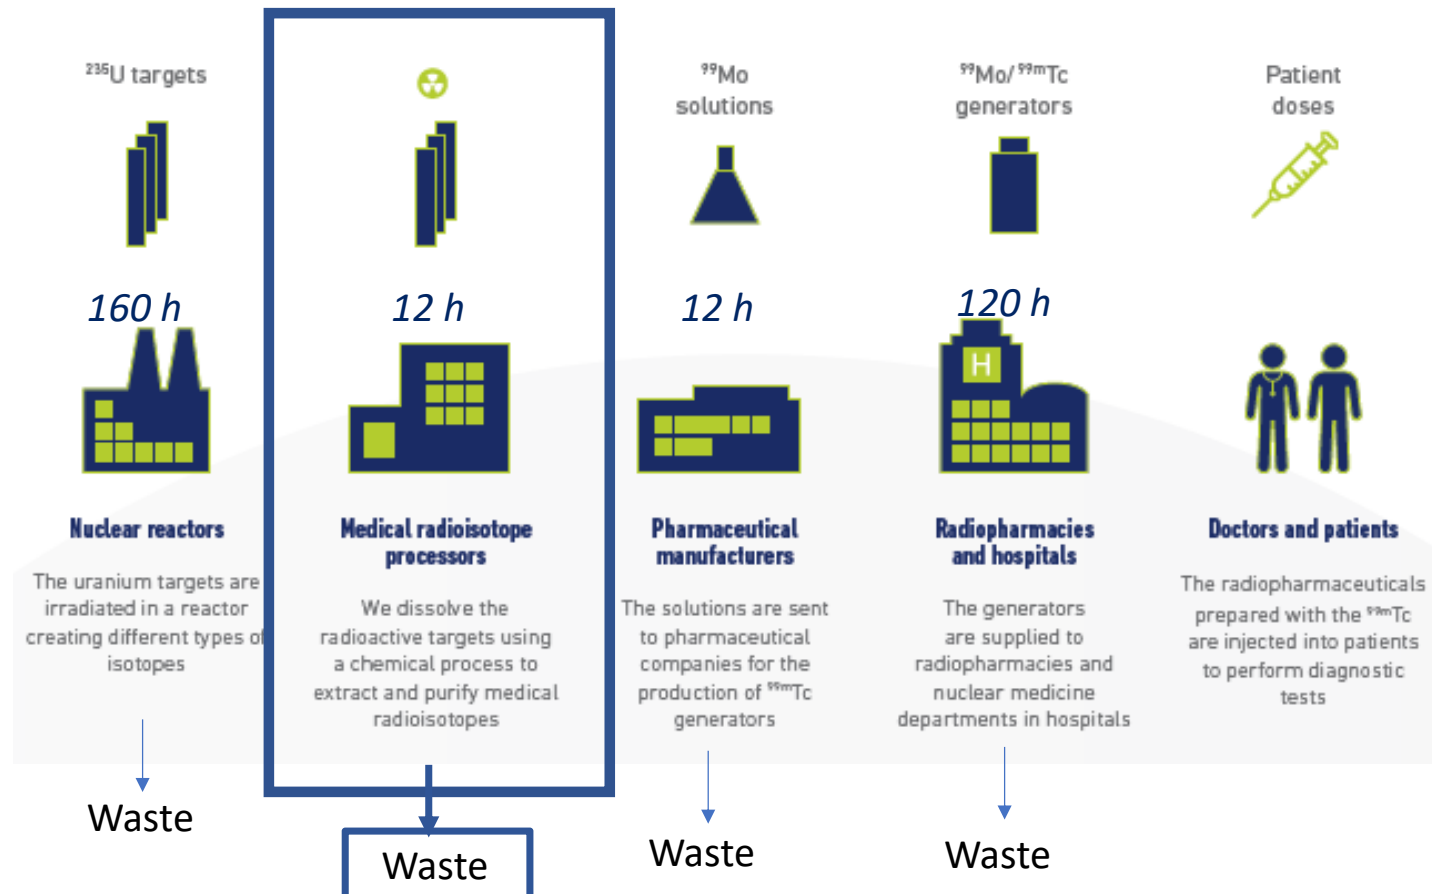 ²³⁵U targets
160 h
Nuclear reactors
The uranium targets are
irradiated in a reactor
creating different types of
isotopes
Waste
12 h
Medical radioisotope
processors
We dissolve the
radioactive targets using
a chemical process to
extract and purify medical
radioisotopes
Waste
⁹⁹Mo
solutions
12 h
Pharmaceutical
manufacturers
The solutions are sent
to pharmaceutical
companies for the
production of ⁹⁹ᵐTc
generators
Waste
⁹⁹Mo/⁹⁹ᵐTc
generators
120 h
H
Radiopharmacies
and hospitals
The generators
are supplied to
radiopharmacies and
nuclear medicine
departments in hospitals
Waste
Patient
doses
Doctors and patients
The radiopharmaceuticals
prepared with the ⁹⁹ᵐTc
are injected into patients
to perform diagnostic
tests